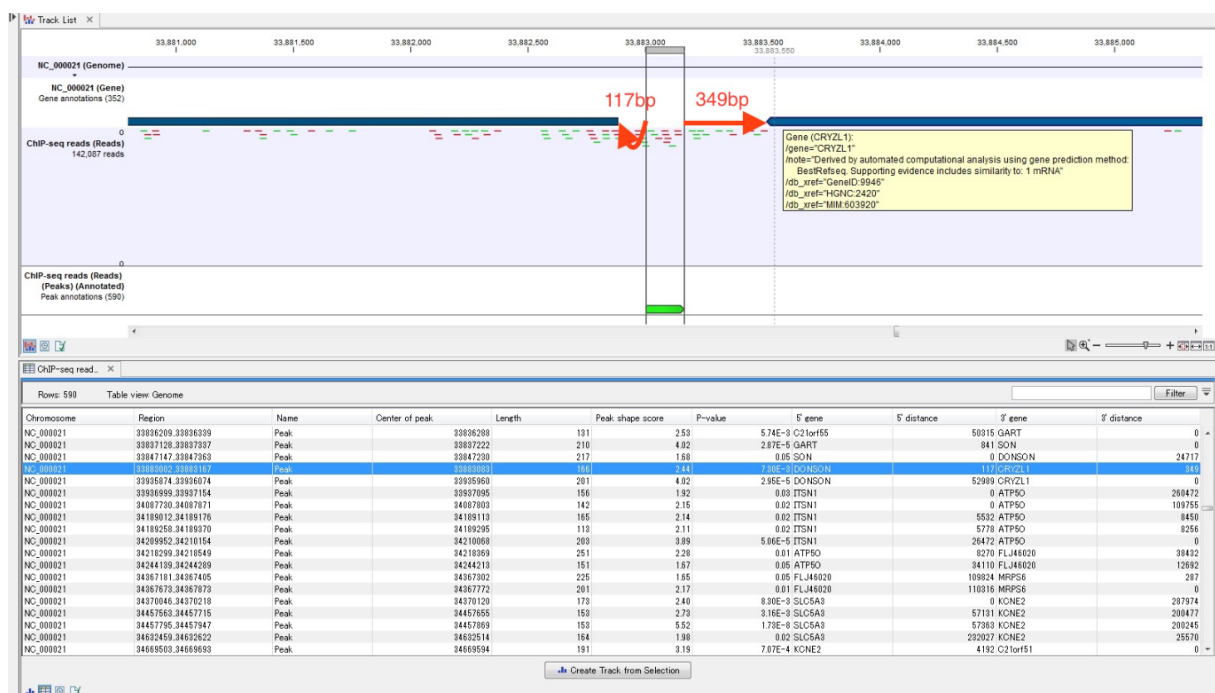 Track List ×
33,881,000 33,881,500 33,882,000 33,882,500 33,883,000 33,883,500 33,884,000 33,884,500 33,885,000
33,883,550
NC_000021 (Genome)
NC_000021 (Gene)
Gene annotations (352)
117bp 349bp
0
ChIP-seq reads (Reads)
142,087 reads
Gene (CRYZL1):
/gene="CRYZL1"
/note="Derived by automated computational analysis using gene prediction method:
BestRefseq. Supporting evidence includes similarity to: 1 mRNA"
/db_xref="GeneID:9946"
/db_xref="HGNC:2420"
/db_xref="MIM:603920"
0
ChIP-seq reads (Reads)
(Peaks) (Annotated)
Peak annotations (590)
ChIP-seq read... ×
Rows: 590 Table view: Genome Filter
Chromosome Region Name Center of peak Length Peak shape score P-value 5' gene 5' distance 3' gene 3' distance
NC_000021 33836209..33836339 Peak 33836288 131 2.53 5.74E-3 C21orf55 50315 GART 0
NC_000021 33837128..33837337 Peak 33837222 210 4.02 2.87E-5 GART 841 SON 0
NC_000021 33847147..33847363 Peak 33847230 217 1.68 0.05 SON 0 DONSON 24717
NC_000021 33883002..33883167 Peak 33883083 166 2.44 7.30E-3 DONSON 117 CRYZL1 349
NC_000021 33935874..33936074 Peak 33935960 201 4.02 2.95E-5 DONSON 52989 CRYZL1 0
NC_000021 33936999..33937154 Peak 33937095 156 1.92 0.03 ITSN1 0 ATP5O 260472
NC_000021 34087730..34087871 Peak 34087803 142 2.15 0.02 ITSN1 0 ATP5O 109755
NC_000021 34189012..34189176 Peak 34189113 165 2.14 0.02 ITSN1 5532 ATP5O 8450
NC_000021 34189258..34189370 Peak 34189295 113 2.11 0.02 ITSN1 5778 ATP5O 8256
NC_000021 34209952..34210154 Peak 34210068 203 3.89 5.06E-5 ITSN1 26472 ATP5O 0
NC_000021 34218299..34218549 Peak 34218369 251 2.28 0.01 ATP5O 8270 FLJ46020 38432
NC_000021 34244139..34244289 Peak 34244213 151 1.67 0.05 ATP5O 34110 FLJ46020 12692
NC_000021 34367181..34367405 Peak 34367302 225 1.65 0.05 FLJ46020 109824 MRPS6 287
NC_000021 34367673..34367873 Peak 34367772 201 2.17 0.01 FLJ46020 110316 MRPS6 0
NC_000021 34370046..34370218 Peak 34370120 173 2.40 8.30E-3 SLC5A3 0 KCNE2 287974
NC_000021 34457563..34457715 Peak 34457655 153 2.73 3.16E-3 SLC5A3 57131 KCNE2 200477
NC_000021 34457795..34457947 Peak 34457869 153 5.52 1.73E-8 SLC5A3 57363 KCNE2 200245
NC_000021 34632459..34632622 Peak 34632514 164 1.98 0.02 SLC5A3 232027 KCNE2 25570
NC_000021 34669503..34669693 Peak 34669594 191 3.19 7.07E-4 KCNE2 4192 C21orf51 0
Create Track from Selection